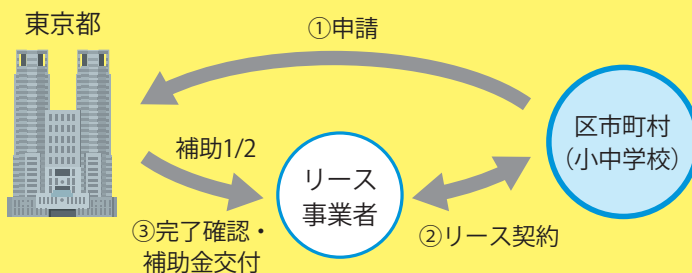 東京都
①申請
区市町村
（小中学校）
補助1/2
リース
事業者
②リース契約
③完了確認・
補助金交付